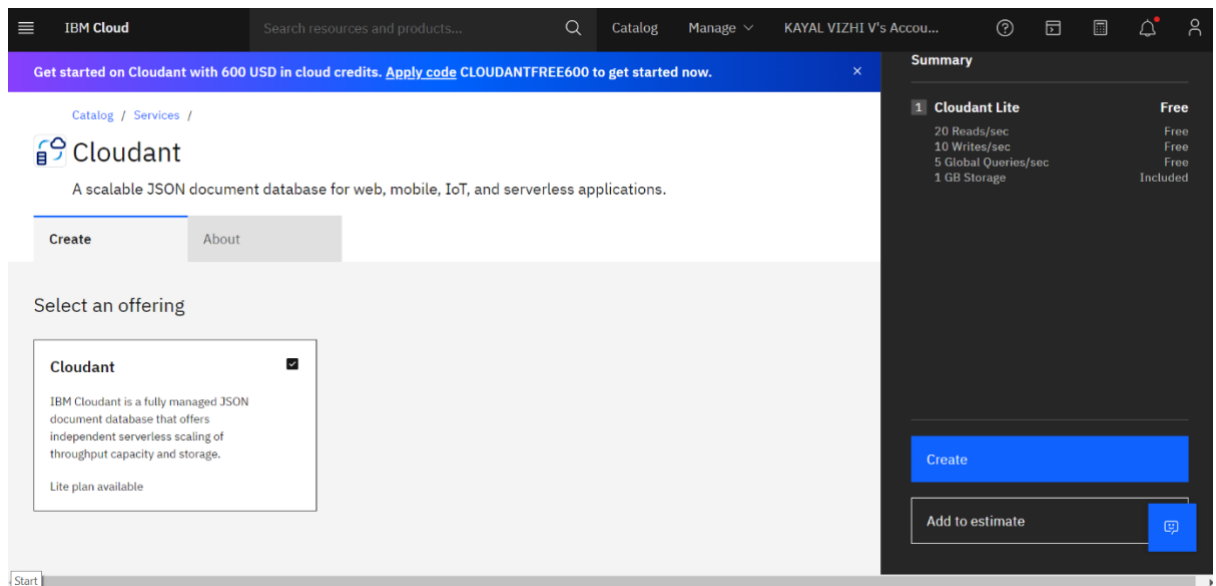 IBM Cloud
Search resources and products...
Catalog
Manage
KAYAL VIZHI V's Accou...
Get started on Cloudant with 600 USD in cloud credits. Apply code CLOUDANTFREE600 to get started now.
Catalog / Services /
Cloudant
A scalable JSON document database for web, mobile, IoT, and serverless applications.
Create
About
Select an offering
Cloudant
IBM Cloudant is a fully managed JSON
document database that offers
independent serverless scaling of
throughput capacity and storage.
Lite plan available
Summary
1 Cloudant Lite Free
20 Reads/sec Free
10 Writes/sec Free
5 Global Queries/sec Free
1 GB Storage Included
Create
Add to estimate
Start